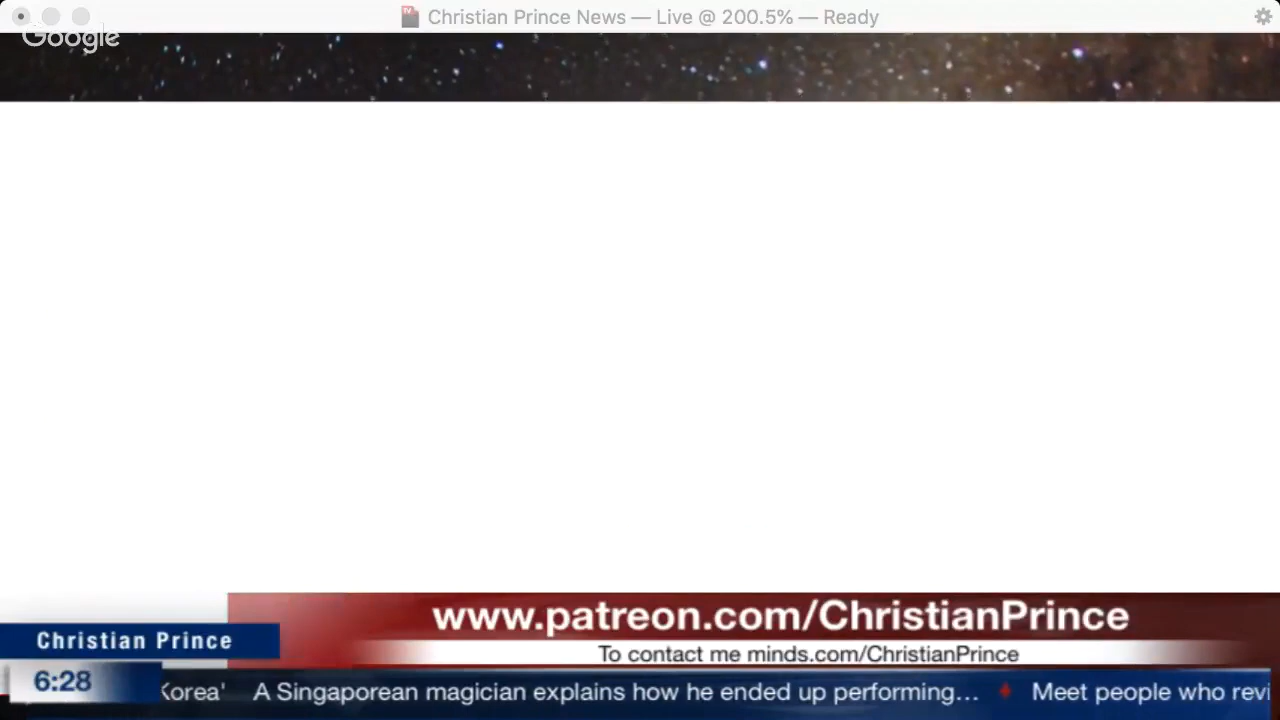 Christian Prince News — Live @ 200.5% — Ready
Google
www.patreon.com/ChristianPrince
Christian Prince
To contact me minds.com/ChristianPrince
6:28
Korea' A Singaporean magician explains how he ended up performing... Meet people who revi